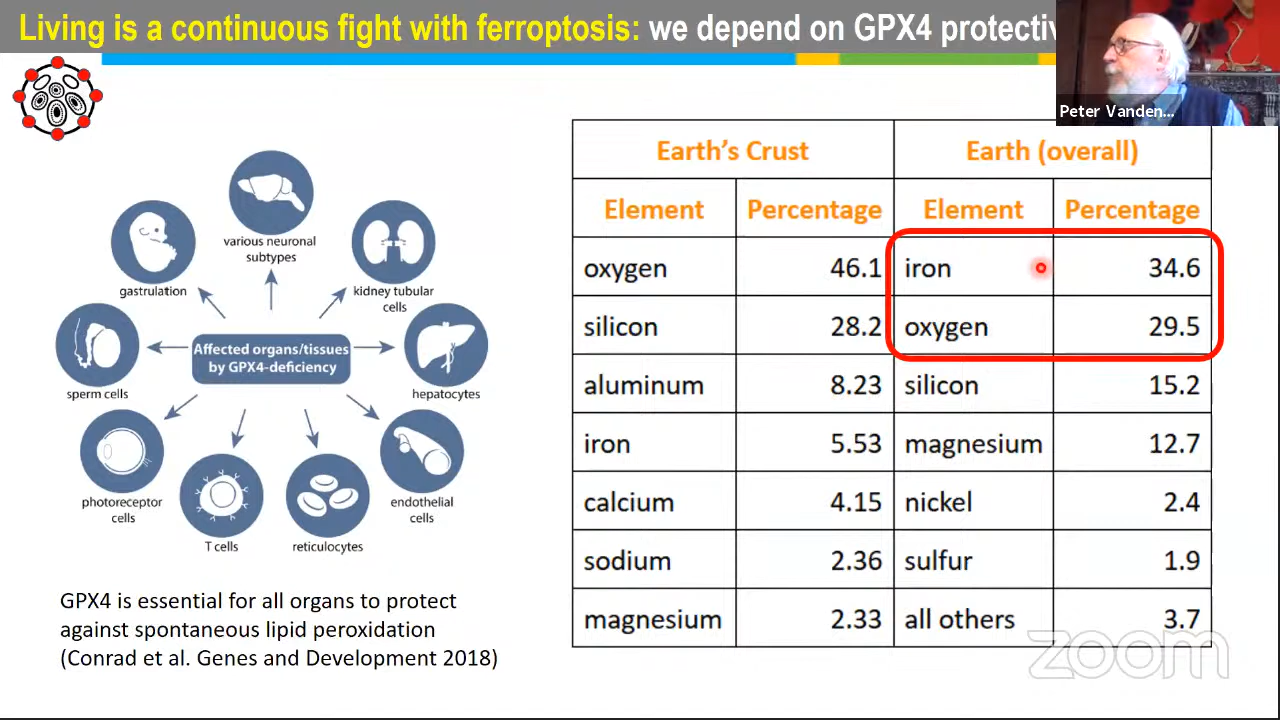 Living is a continuous fight with ferroptosis: we depend on GPX4 protectiv
Peter Vanden...
various neuronal
subtypes
gastrulation
kidney tubular
cells
Affected organs/tissues
by GPX4-deficiency
sperm cells
hepatocytes
photoreceptor
cells
endothelial
cells
T cells
reticulocytes
GPX4 is essential for all organs to protect
against spontaneous lipid peroxidation
(Conrad et al. Genes and Development 2018)
Earth's Crust Earth (overall)
Element Percentage Element Percentage
oxygen 46.1 iron 34.6
silicon 28.2 oxygen 29.5
aluminum 8.23 silicon 15.2
iron 5.53 magnesium 12.7
calcium 4.15 nickel 2.4
sodium 2.36 sulfur 1.9
magnesium 2.33 all others 3.7
zoom